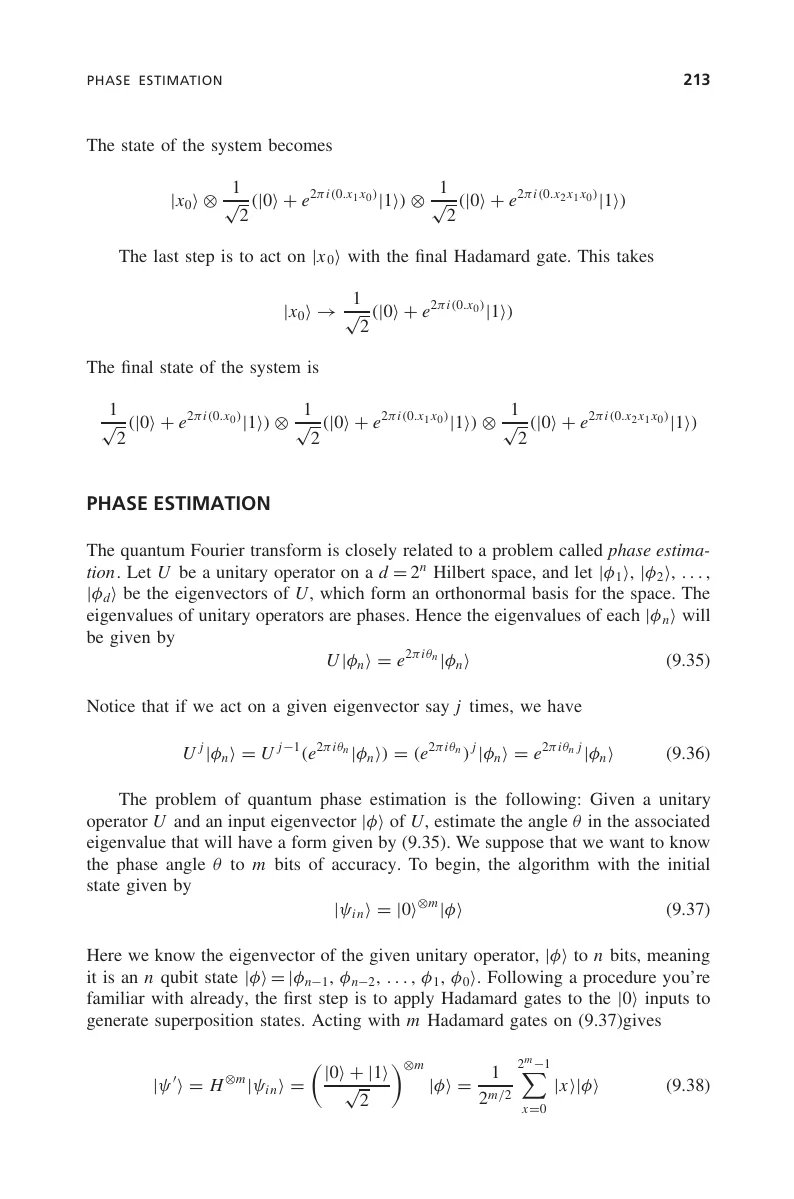 PHASE ESTIMATION 213
The state of the system becomes
|x₀⟩ ⊗ 1/√2 (|0⟩ + e^{2πi(0.x₁x₀)}|1⟩) ⊗ 1/√2 (|0⟩ + e^{2πi(0.x₂x₁x₀)}|1⟩)
The last step is to act on |x₀⟩ with the final Hadamard gate. This takes
|x₀⟩ → 1/√2 (|0⟩ + e^{2πi(0.x₀)}|1⟩)
The final state of the system is
1/√2 (|0⟩ + e^{2πi(0.x₀)}|1⟩) ⊗ 1/√2 (|0⟩ + e^{2πi(0.x₁x₀)}|1⟩) ⊗ 1/√2 (|0⟩ + e^{2πi(0.x₂x₁x₀)}|1⟩)
PHASE ESTIMATION
The quantum Fourier transform is closely related to a problem called phase estima-
tion. Let U be a unitary operator on a d = 2ⁿ Hilbert space, and let |ϕ₁⟩, |ϕ₂⟩, . . . ,
|ϕ_d⟩ be the eigenvectors of U, which form an orthonormal basis for the space. The
eigenvalues of unitary operators are phases. Hence the eigenvalues of each |ϕₙ⟩ will
be given by
U|ϕₙ⟩ = e^{2πiθₙ}|ϕₙ⟩ (9.35)
Notice that if we act on a given eigenvector say j times, we have
U^j|ϕₙ⟩ = U^{j−1}(e^{2πiθₙ}|ϕₙ⟩) = (e^{2πiθₙ})^j|ϕₙ⟩ = e^{2πiθₙj}|ϕₙ⟩ (9.36)
The problem of quantum phase estimation is the following: Given a unitary
operator U and an input eigenvector |ϕ⟩ of U, estimate the angle θ in the associated
eigenvalue that will have a form given by (9.35). We suppose that we want to know
the phase angle θ to m bits of accuracy. To begin, the algorithm with the initial
state given by
|ψ_{in}⟩ = |0⟩^{⊗m}|ϕ⟩ (9.37)
Here we know the eigenvector of the given unitary operator, |ϕ⟩ to n bits, meaning
it is an n qubit state |ϕ⟩ = |ϕₙ₋₁, ϕₙ₋₂, . . . , ϕ₁, ϕ₀⟩. Following a procedure you're
familiar with already, the first step is to apply Hadamard gates to the |0⟩ inputs to
generate superposition states. Acting with m Hadamard gates on (9.37)gives
|ψ′⟩ = H^{⊗m}|ψ_{in}⟩ = ((|0⟩ + |1⟩)/√2)^{⊗m} |ϕ⟩ = 1/2^{m/2} ∑_{x=0}^{2^m−1} |x⟩|ϕ⟩ (9.38)